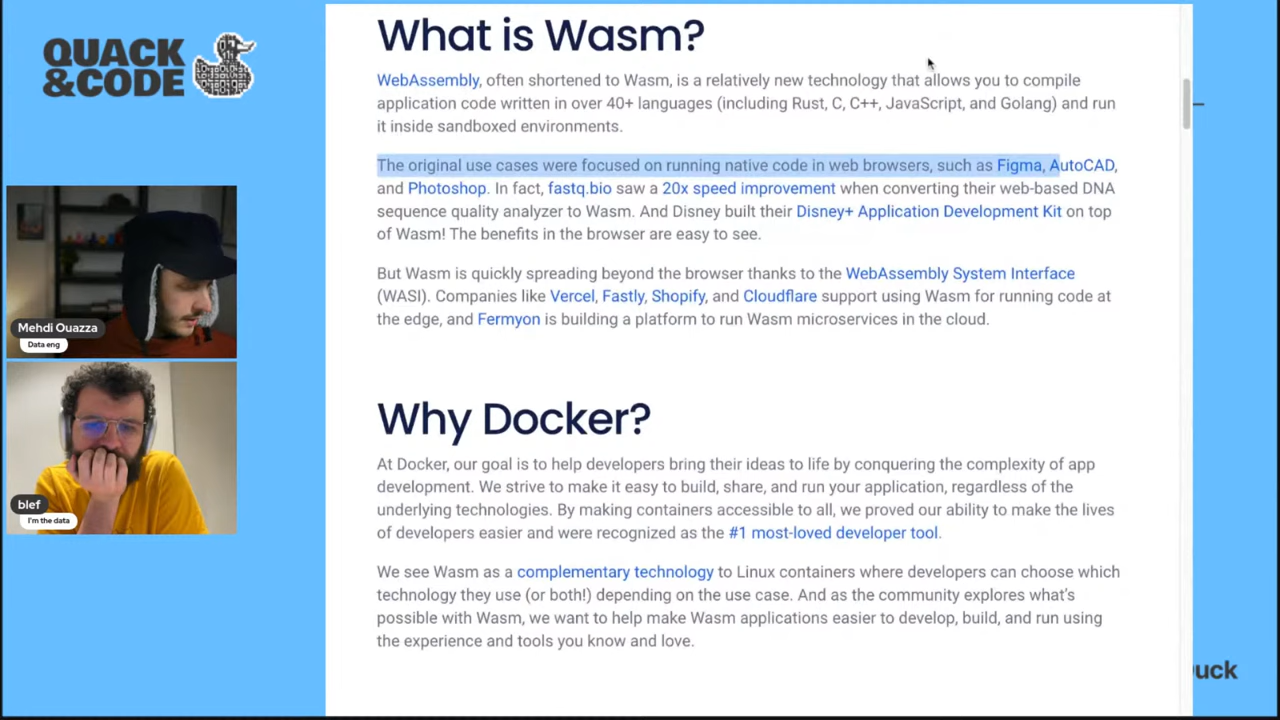 QUACK
&CODE
Mehdi Ouazza
Data eng
blef
I'm the data
What is Wasm?
WebAssembly, often shortened to Wasm, is a relatively new technology that allows you to compile
application code written in over 40+ languages (including Rust, C, C++, JavaScript, and Golang) and run
it inside sandboxed environments.
The original use cases were focused on running native code in web browsers, such as Figma, AutoCAD,
and Photoshop. In fact, fastq.bio saw a 20x speed improvement when converting their web-based DNA
sequence quality analyzer to Wasm. And Disney built their Disney+ Application Development Kit on top
of Wasm! The benefits in the browser are easy to see.
But Wasm is quickly spreading beyond the browser thanks to the WebAssembly System Interface
(WASI). Companies like Vercel, Fastly, Shopify, and Cloudflare support using Wasm for running code at
the edge, and Fermyon is building a platform to run Wasm microservices in the cloud.
Why Docker?
At Docker, our goal is to help developers bring their ideas to life by conquering the complexity of app
development. We strive to make it easy to build, share, and run your application, regardless of the
underlying technologies. By making containers accessible to all, we proved our ability to make the lives
of developers easier and were recognized as the #1 most-loved developer tool.
We see Wasm as a complementary technology to Linux containers where developers can choose which
technology they use (or both!) depending on the use case. And as the community explores what's
possible with Wasm, we want to help make Wasm applications easier to develop, build, and run using
the experience and tools you know and love.
uck